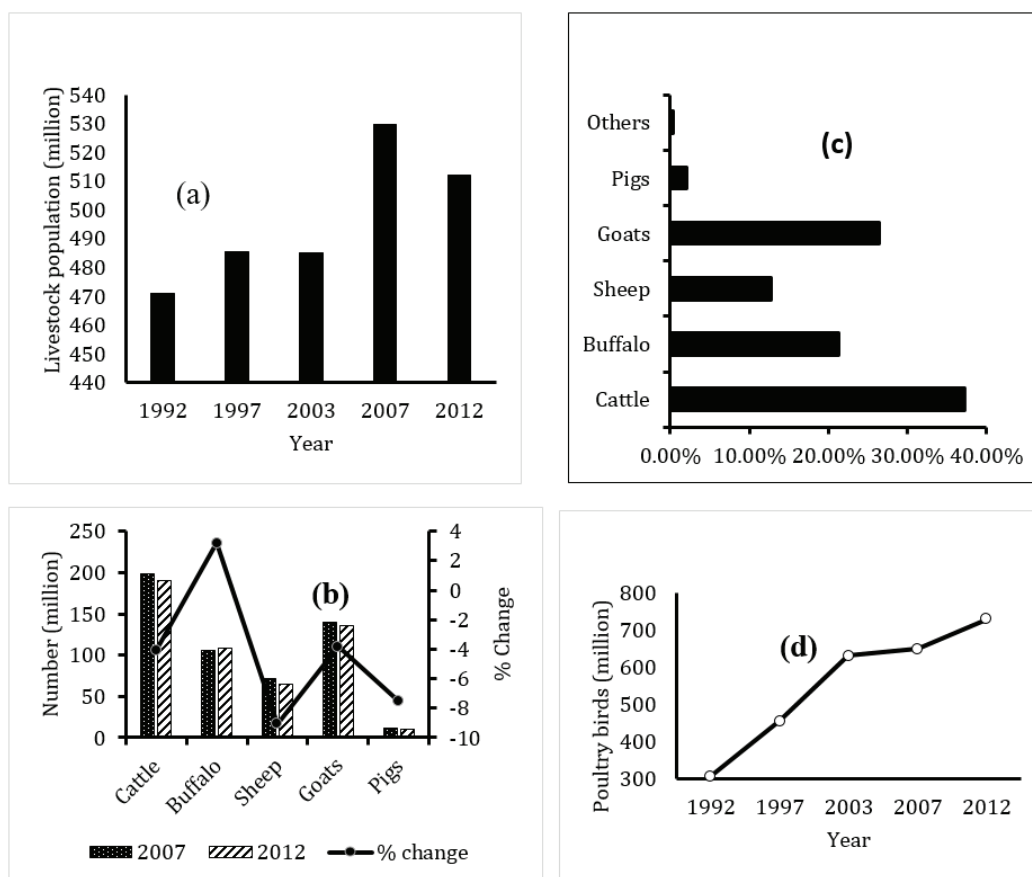 Livestock population (million)
540
530
520
510
500
490
480
470
460
450
440
(a)
1992 1997 2003 2007 2012
Year
(c)
Others
Pigs
Goats
Sheep
Buffalo
Cattle
0.00% 10.00% 20.00% 30.00% 40.00%
Number (million)
250
200
150
100
50
0
(b)
4
2
0
-2
-4
-6
-8
-10
% Change
Cattle
Buffalo
Sheep
Goats
Pigs
2007 2012 % change
Poultry birds (million)
800
700
600
500
400
300
(d)
1992 1997 2003 2007 2012
Year